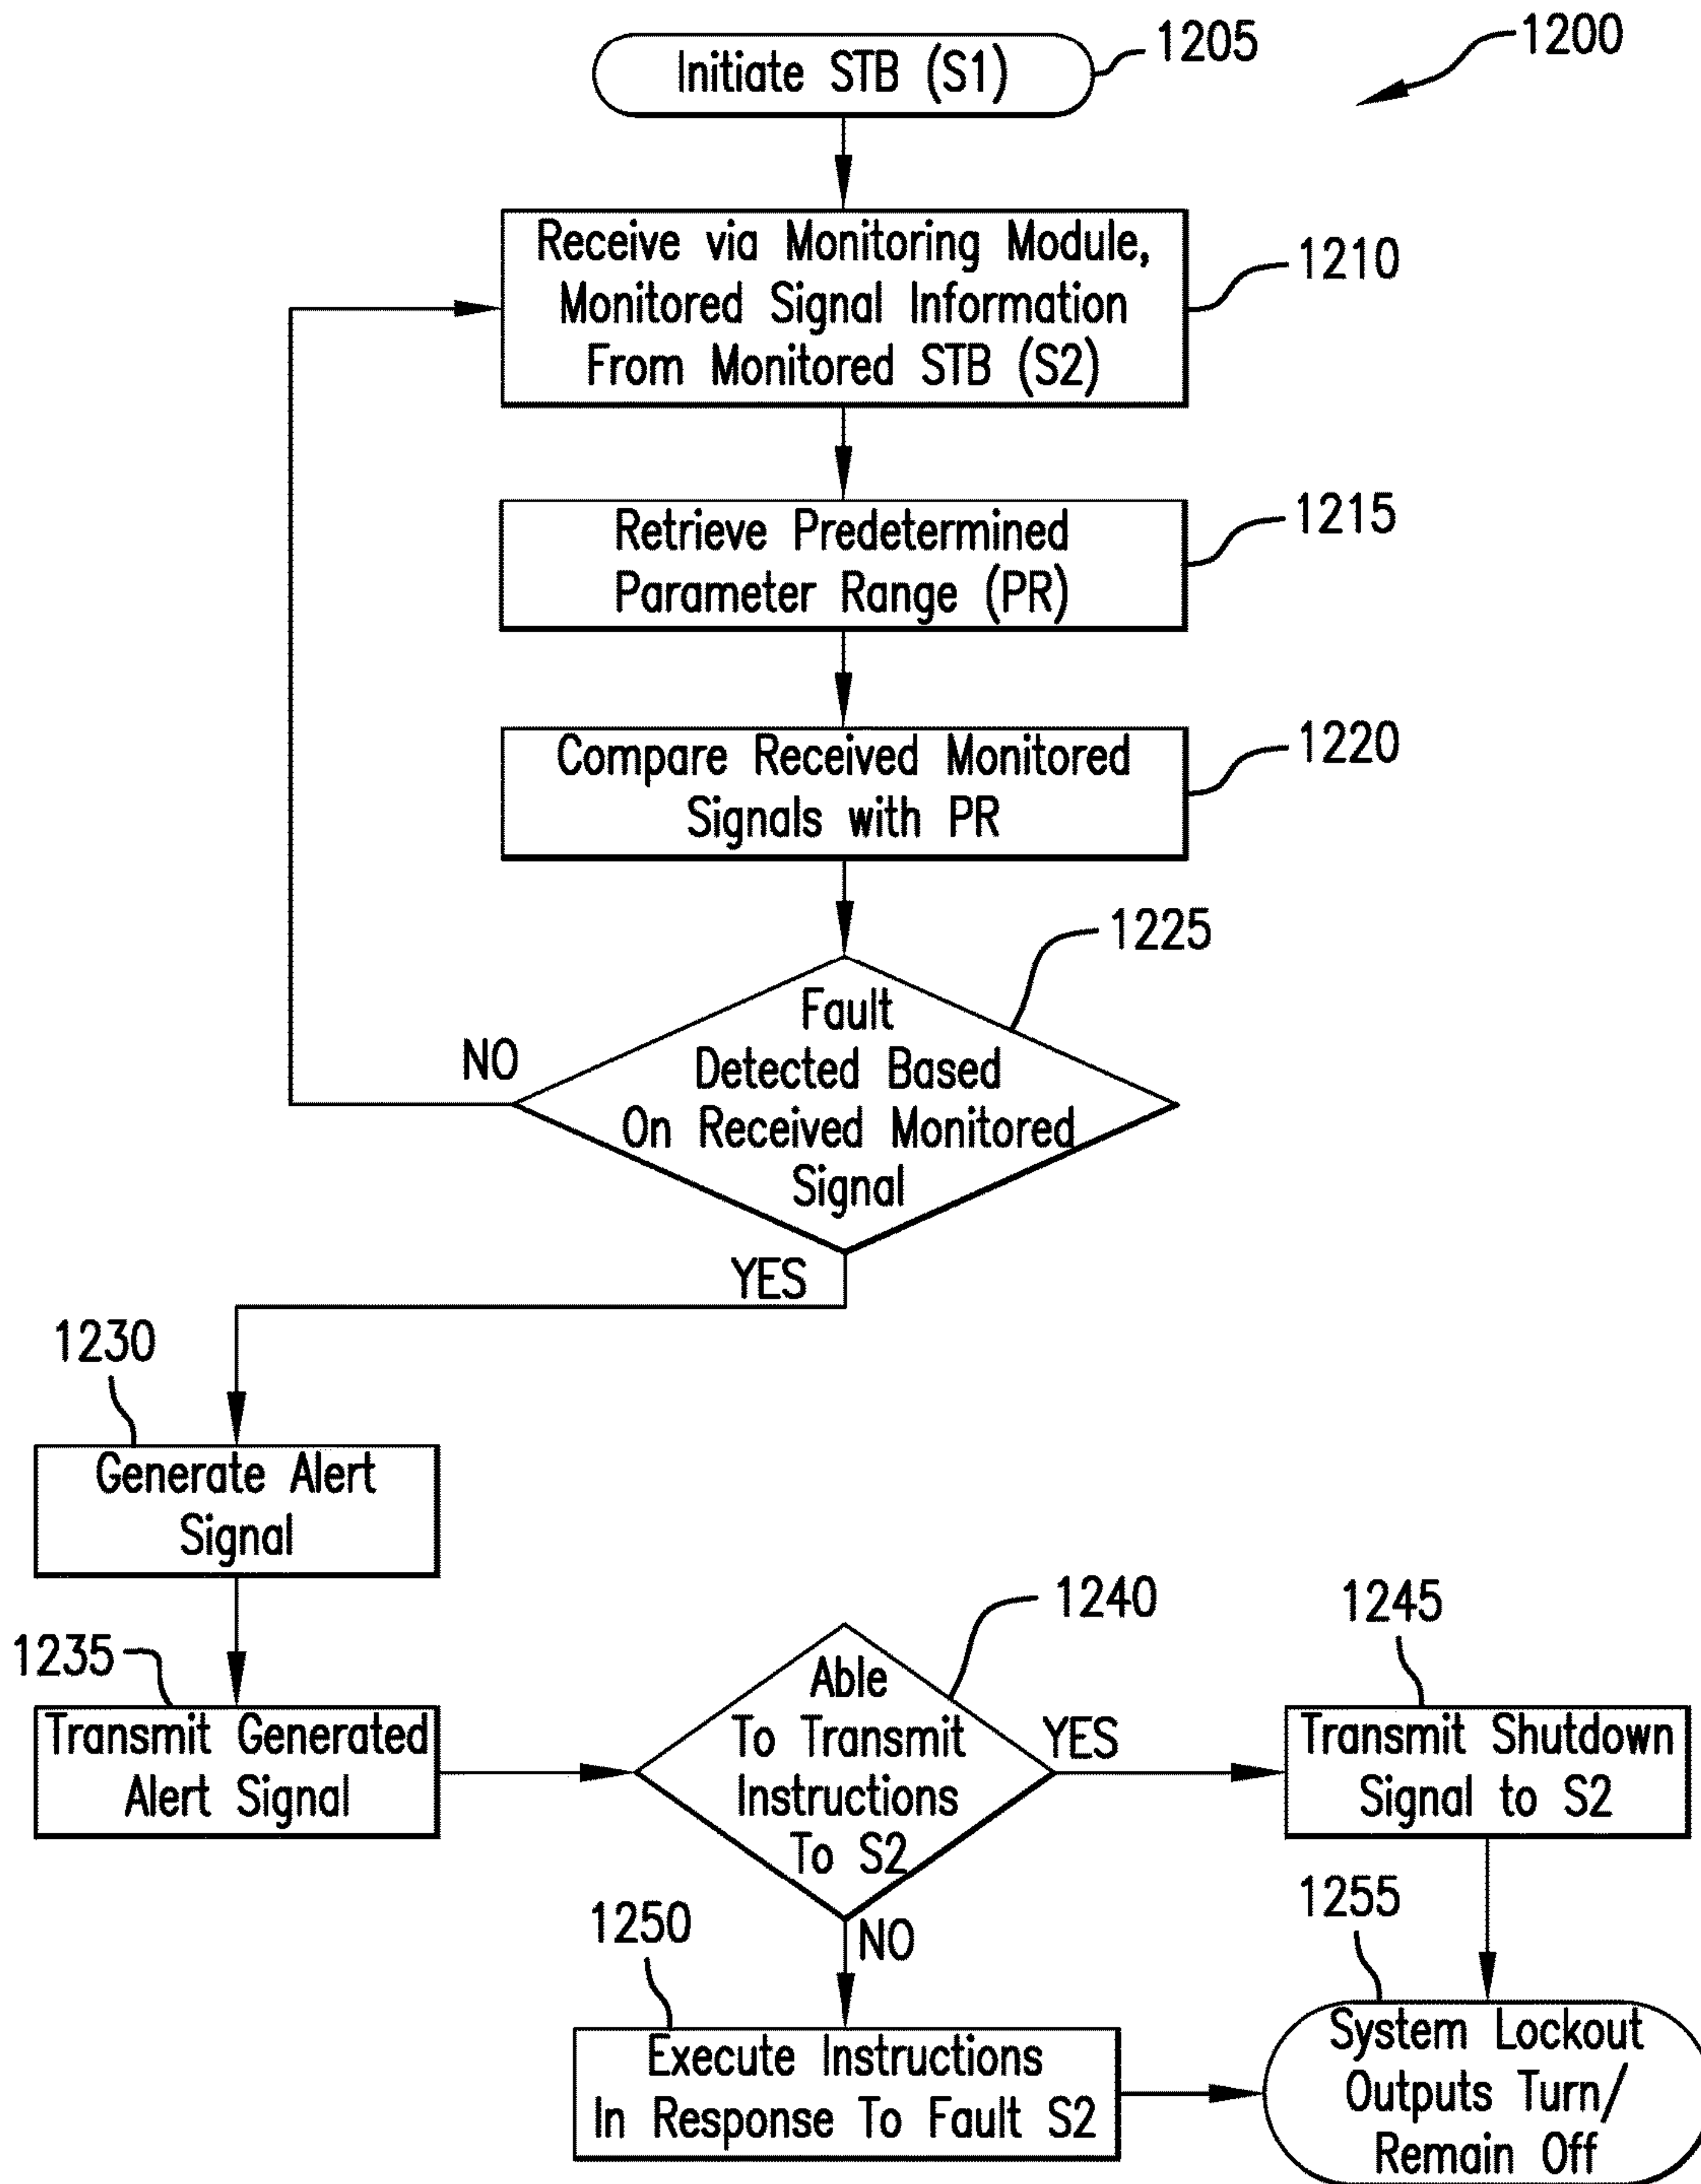 1200
Initiate STB (S1)
1205
Receive via Monitoring Module,
Monitored Signal Information
From Monitored STB (S2)
1210
Retrieve Predetermined
Parameter Range (PR)
1215
Compare Received Monitored
Signals with PR
1220
1225
Fault
Detected Based
On Received Monitored
Signal
NO
YES
1230
Generate Alert
Signal
1235
Transmit Generated
Alert Signal
1240
Able
To Transmit
Instructions
To S2
YES
1245
Transmit Shutdown
Signal to S2
NO
1250
Execute Instructions
In Response To Fault S2
1255
System Lockout
Outputs Turn/
Remain Off